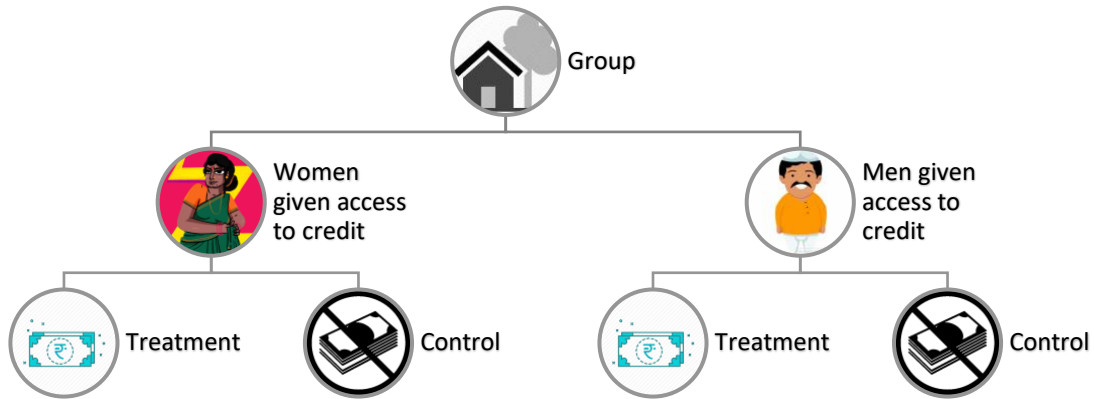 Group
Women
given access
to credit
Men given
access to
credit
Treatment
Control
Treatment
Control